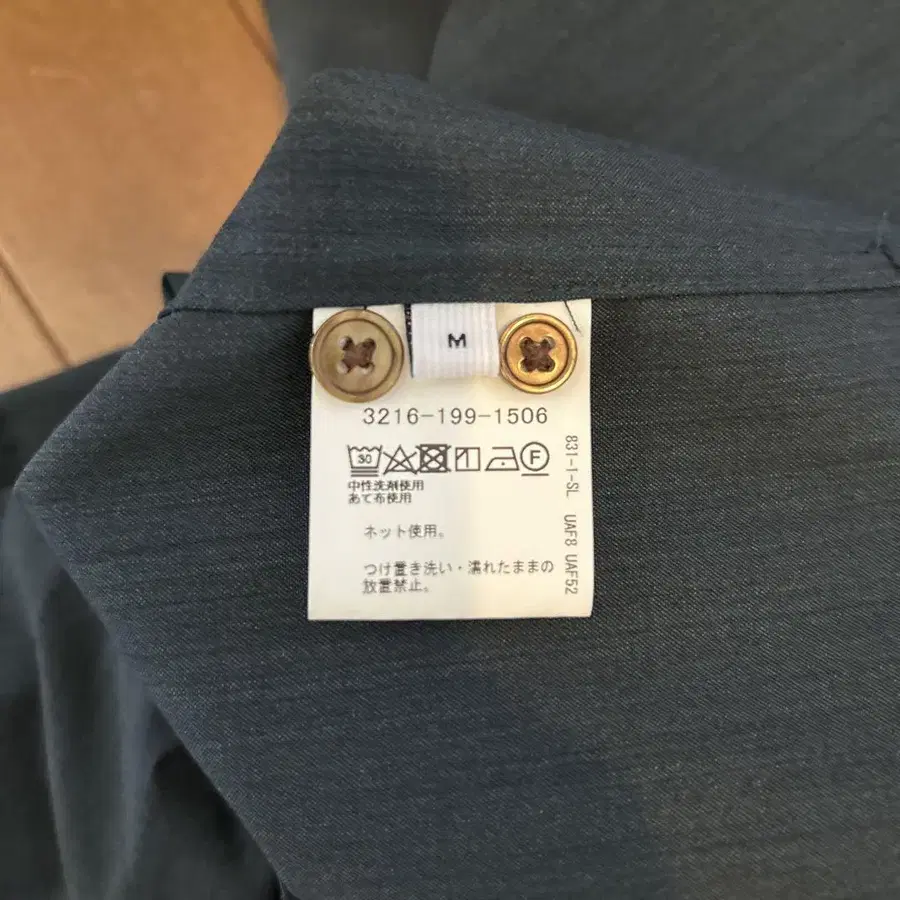 M
3216-199-1506
30 F
中性洗剤使用
あて布使用
ネット使用。
つけ置き洗い・濡れたままの
放置禁止。
831-1-SL UAF8 UAF52